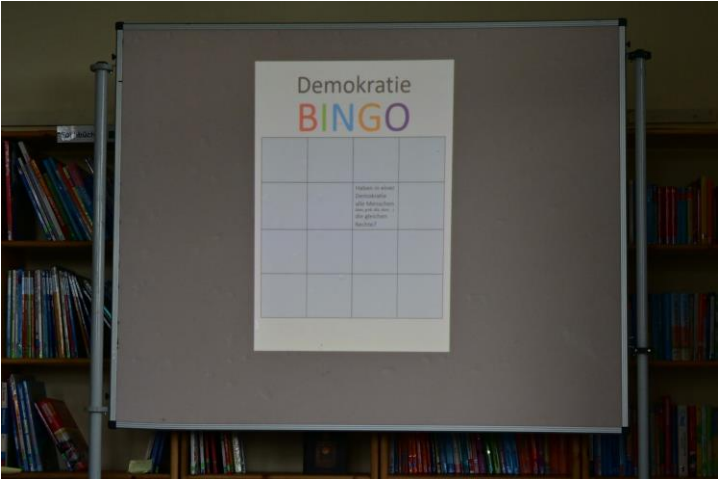 Demokratie
BINGO
Haben in einer
Demokratie
alle Menschen
die gleichen
Rechte?